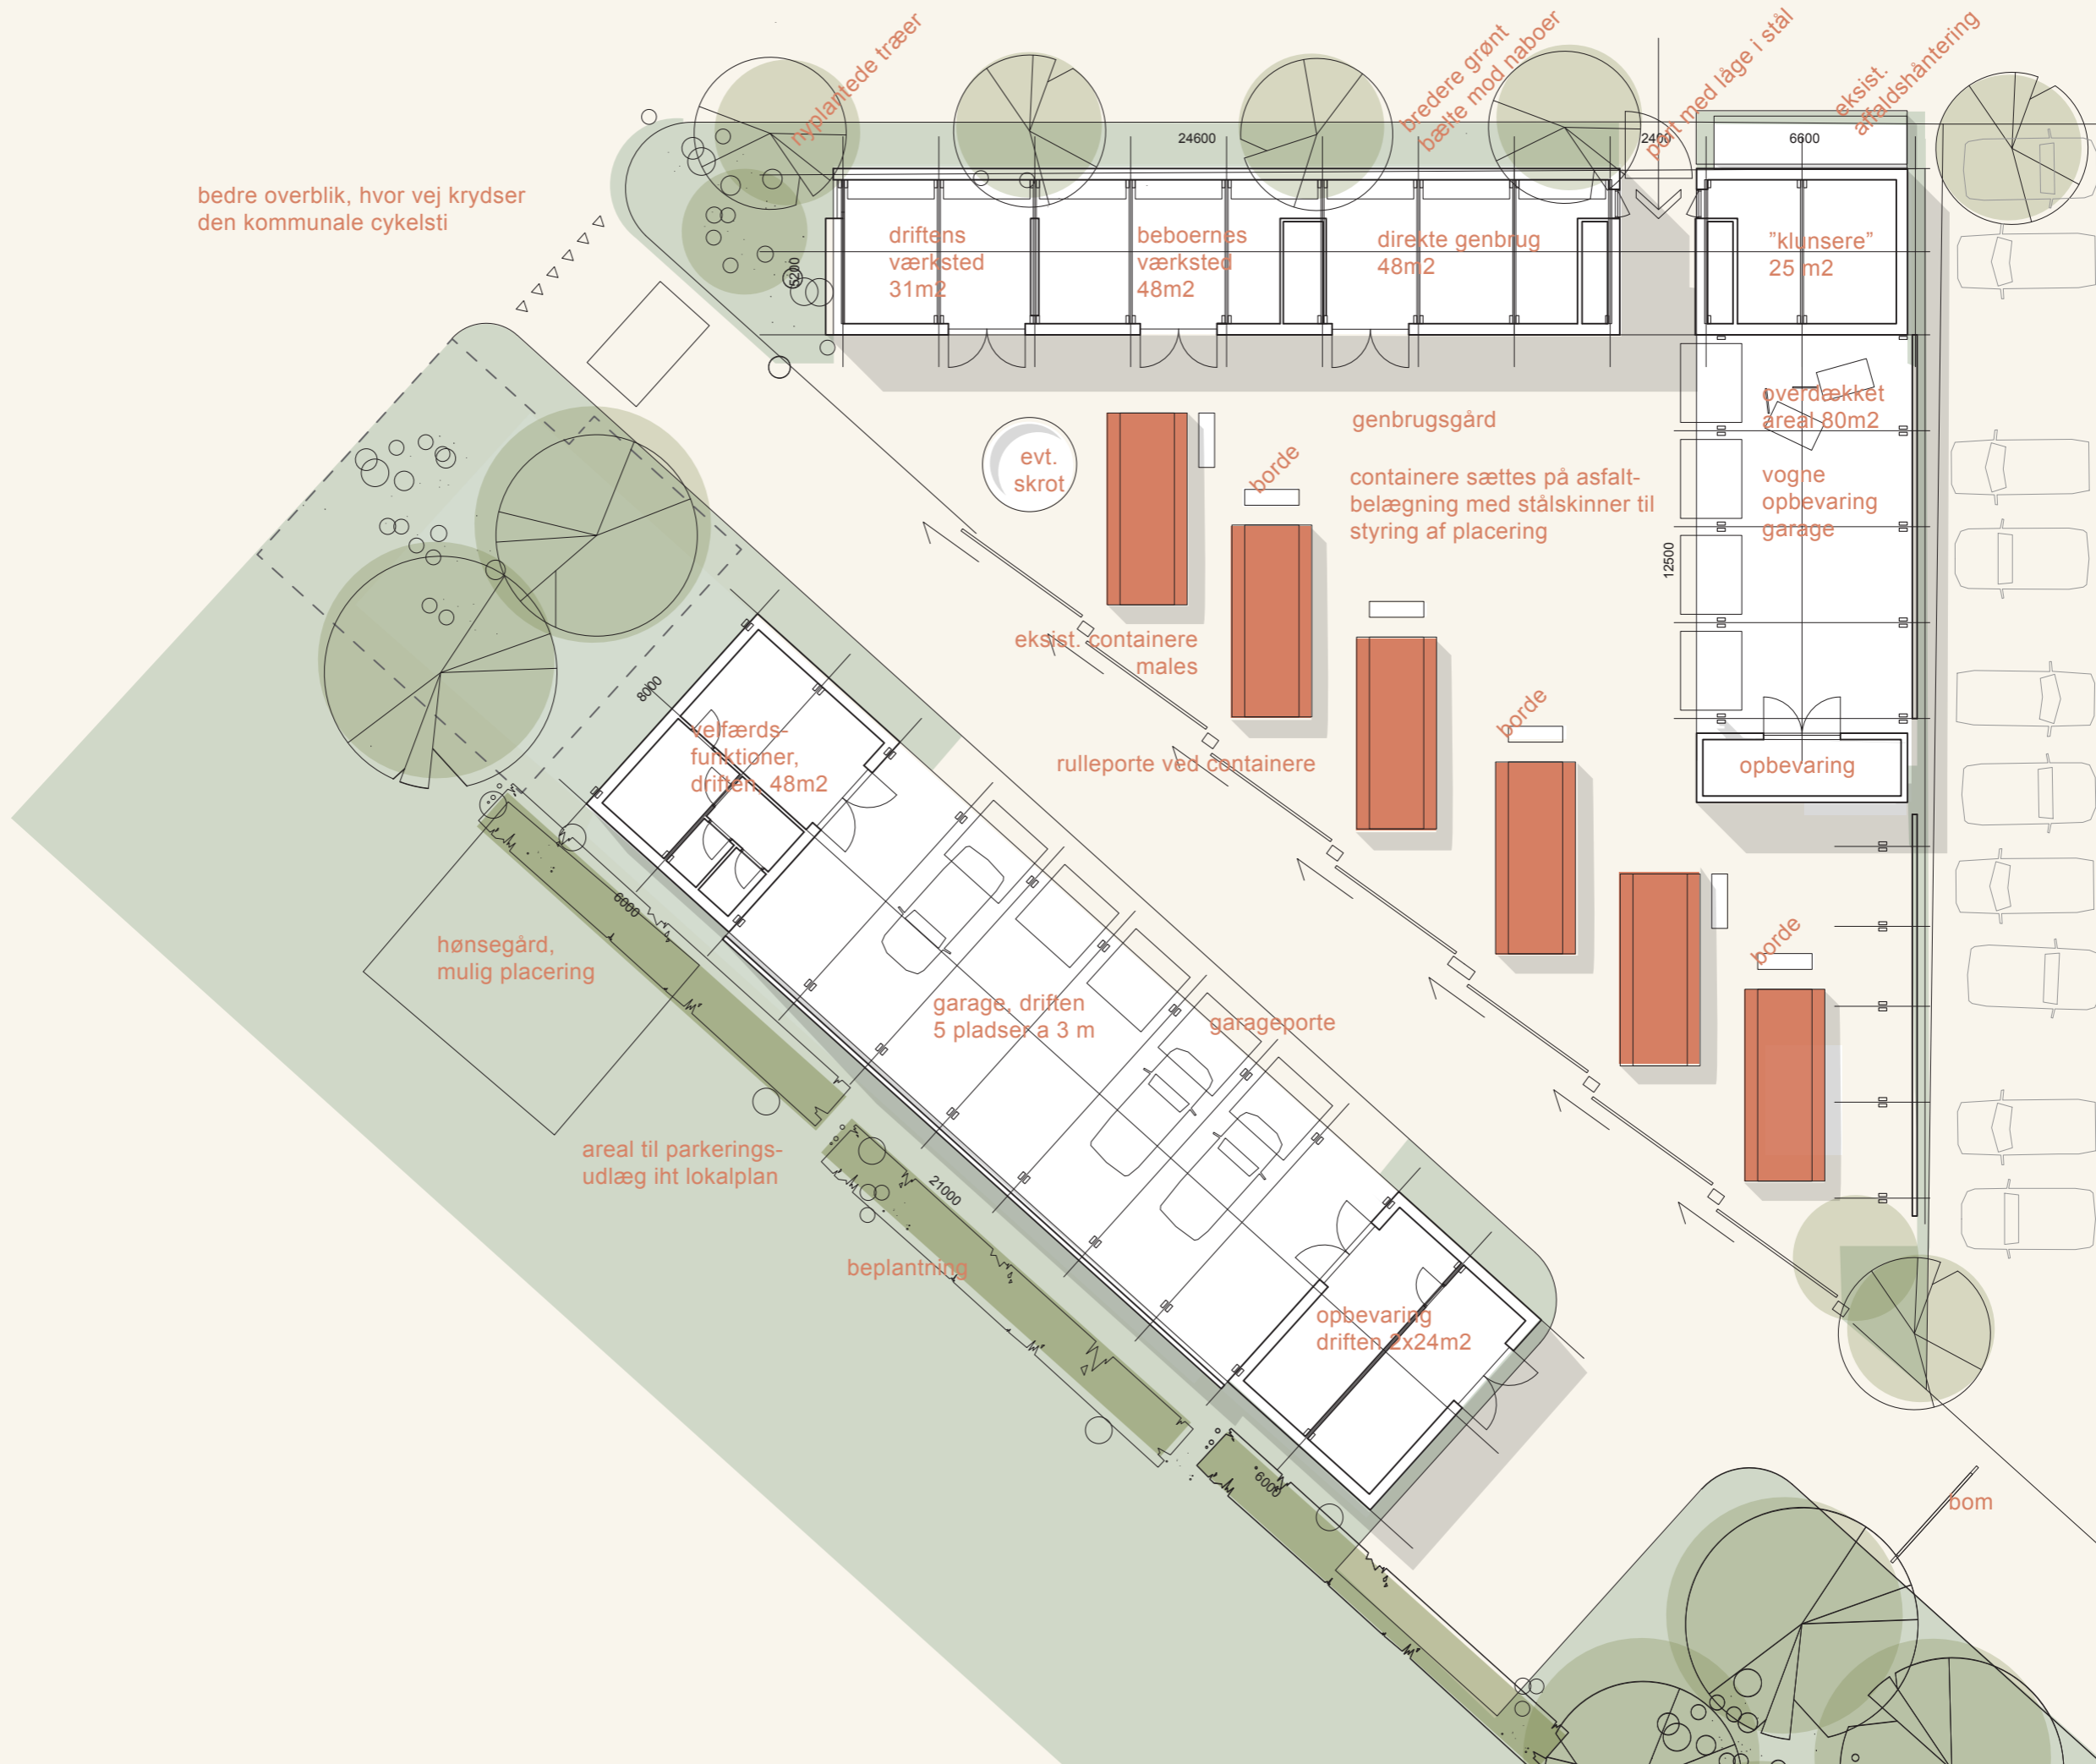 nyplantede træer
bredere grønt
bælte mod naboer
port med låge i stål
eksist.
affaldshåntering
24600
2400
6600
bedre overblik, hvor vej krydser
den kommunale cykelsti
5200
driftens
værksted
31m2
beboernes
værksted
48m2
direkte genbrug
48m2
"klunsere"
25 m2
overdækket
areal 80m2
vogne
opbevaring
garage
12500
opbevaring
genbrugsgård
containere sættes på asfalt-
belægning med stålskinner til
styring af placering
evt.
skrot
borde
eksist. containere
males
borde
rulleporte ved containere
borde
8000
velfærds-
funktioner,
driften, 48m2
6000
hønsegård,
mulig placering
garage, driften
5 pladser a 3 m
garageporte
areal til parkerings-
udlæg iht lokalplan
21000
beplantning
opbevaring
driften 2x24m2
6000
bom